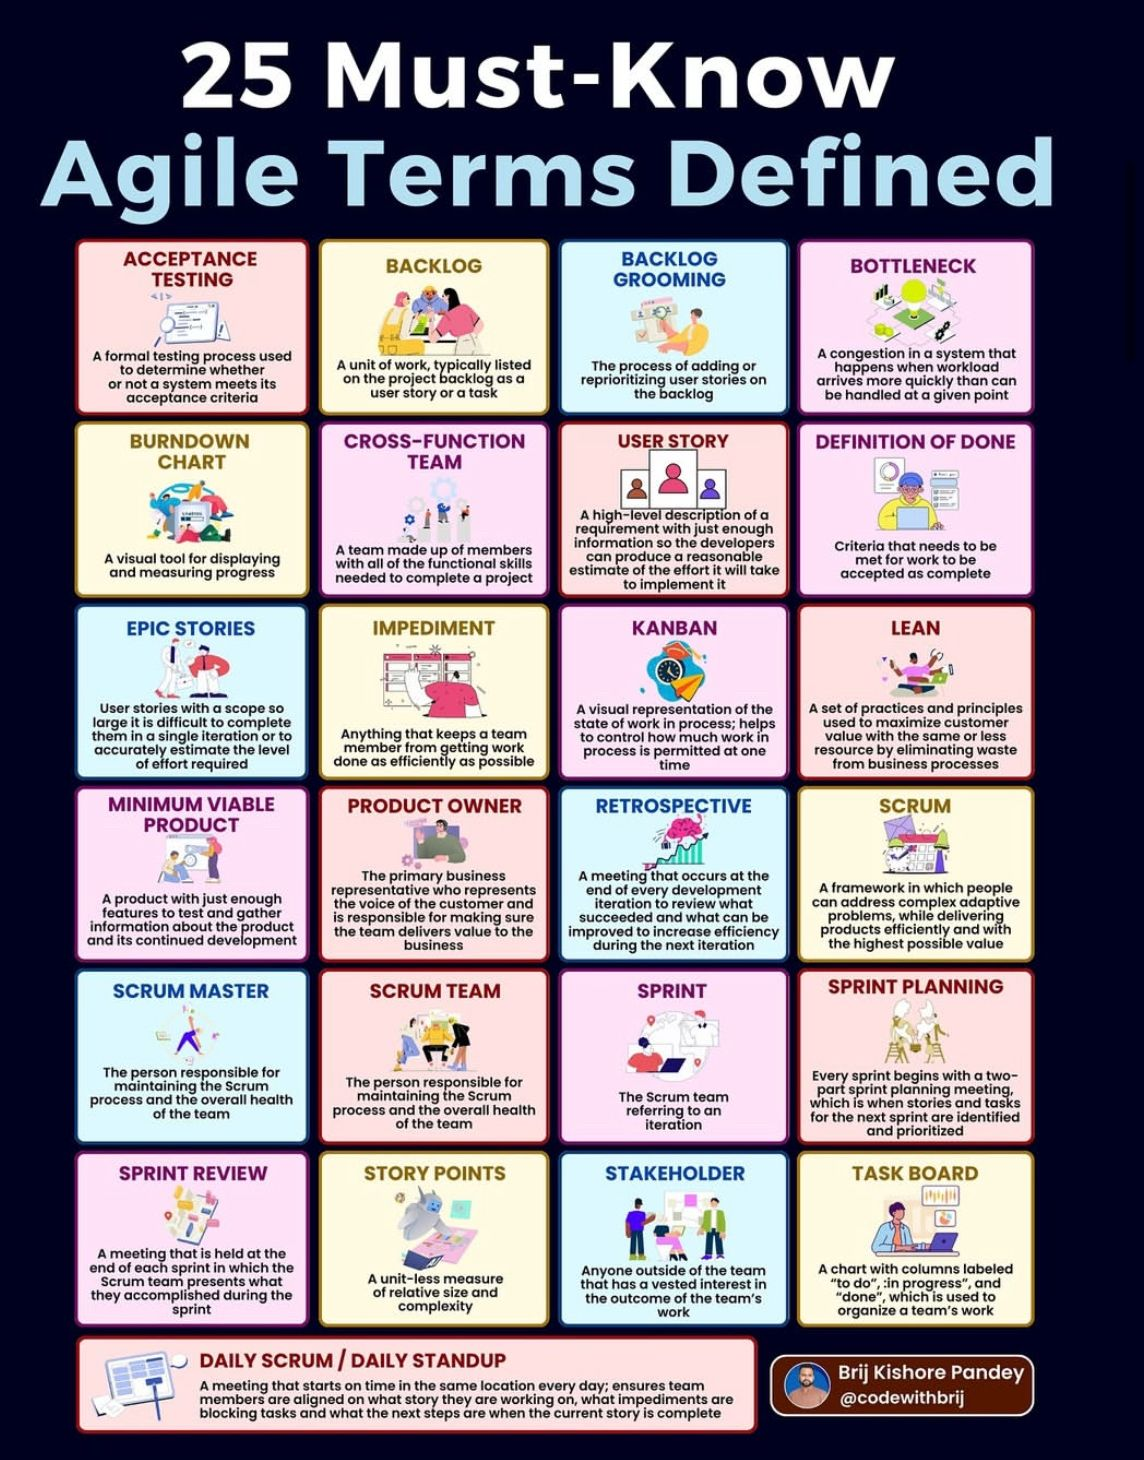 25 Must-Know
Agile Terms Defined
ACCEPTANCE
TESTING
A formal testing process used
to determine whether
or not a system meets its
acceptance criteria
BACKLOG
A unit of work, typically listed
on the project backlog as a
user story or a task
BACKLOG
GROOMING
The process of adding or
reprioritizing user stories on
the backlog
BOTTLENECK
A congestion in a system that
happens when workload
arrives more quickly than can
be handled at a given point
BURNDOWN
CHART
A visual tool for displaying
and measuring progress
CROSS-FUNCTION
TEAM
A team made up of members
with all of the functional skills
needed to complete a project
USER STORY
A high-level description of a
requirement with just enough
information so the developers
can produce a reasonable
estimate of the effort it will take
to implement it
DEFINITION OF DONE
Criteria that needs to be
met for work to be
accepted as complete
EPIC STORIES
User stories with a scope so
large it is difficult to complete
them in a single iteration or to
accurately estimate the level
of effort required
IMPEDIMENT
Anything that keeps a team
member from getting work
done as efficiently as possible
KANBAN
A visual representation of the
state of work in process; helps
to control how much work in
process is permitted at one
time
LEAN
A set of practices and principles
used to maximize customer
value with the same or less
resource by eliminating waste
from business processes
MINIMUM VIABLE
PRODUCT
A product with just enough
features to test and gather
information about the product
and its continued development
PRODUCT OWNER
The primary business
representative who represents
the voice of the customer and
is responsible for making sure
the team delivers value to the
business
RETROSPECTIVE
A meeting that occurs at the
end of every development
iteration to review what
succeeded and what can be
improved to increase efficiency
during the next iteration
SCRUM
A framework in which people
can address complex adaptive
problems, while delivering
products efficiently and with
the highest possible value
SCRUM MASTER
The person responsible for
maintaining the Scrum
process and the overall health
of the team
SCRUM TEAM
The person responsible for
maintaining the Scrum
process and the overall health
of the team
SPRINT
The Scrum team
referring to an
iteration
SPRINT PLANNING
Every sprint begins with a two-
part sprint planning meeting,
which is when stories and tasks
for the next sprint are identified
and prioritized
SPRINT REVIEW
A meeting that is held at the
end of each sprint in which the
Scrum team presents what
they accomplished during the
sprint
STORY POINTS
A unit-less measure
of relative size and
complexity
STAKEHOLDER
Anyone outside of the team
that has a vested interest in
the outcome of the team's
work
TASK BOARD
A chart with columns labeled
“to do”, :in progress”, and
“done”, which is used to
organize a team's work
DAILY SCRUM / DAILY STANDUP
A meeting that starts on time in the same location every day; ensures team
members are aligned on what story they are working on, what impediments are
blocking tasks and what the next steps are when the current story is complete
Brij Kishore Pandey
@codewithbrij